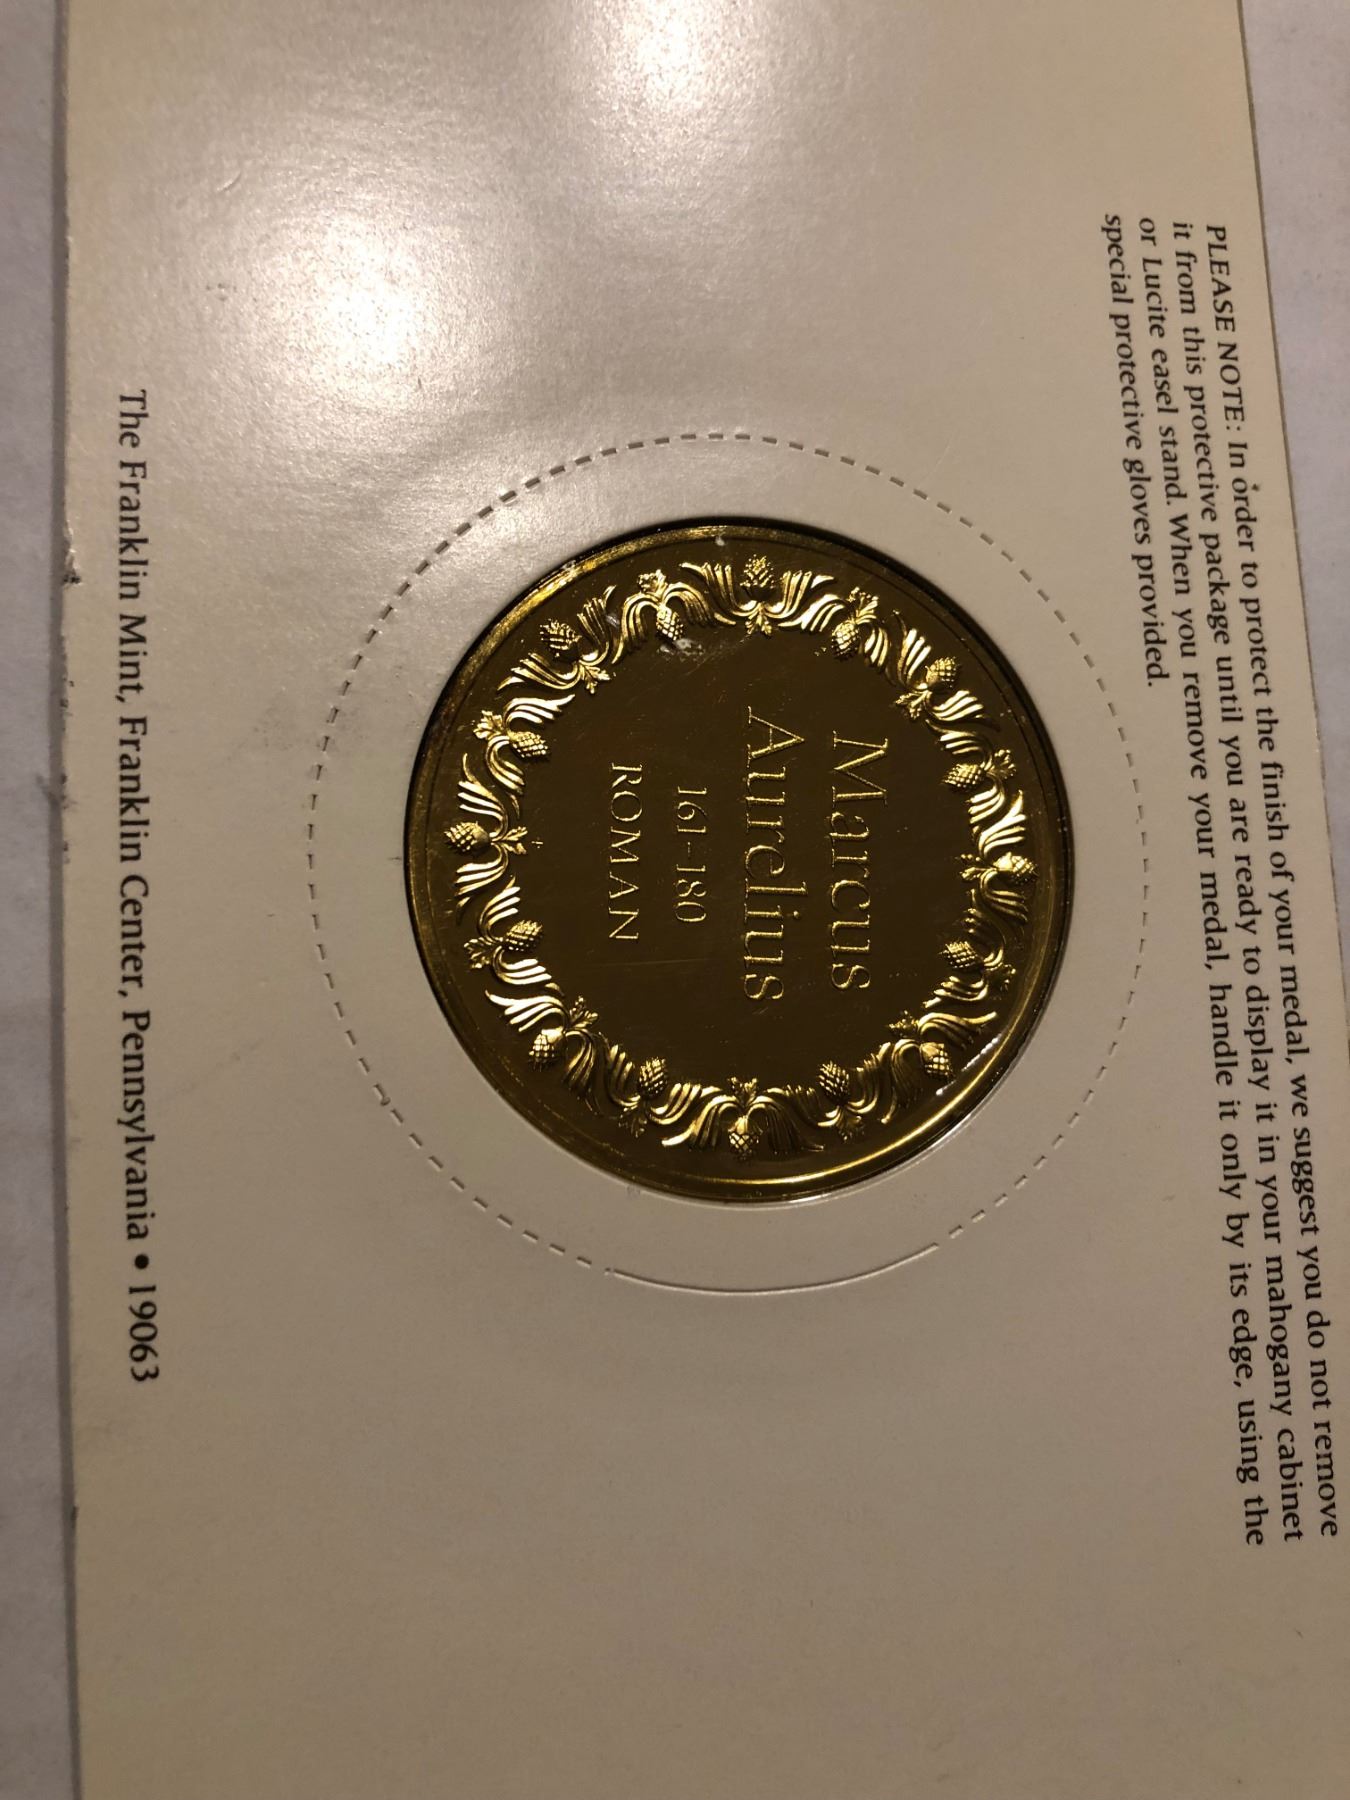 PLEASE NOTE: In order to protect the finish of your medal, we suggest you do not remove
it from this protective package until you are ready to display it in your mahogany cabinet
or Lucite easel stand. When you remove your medal, handle it only by its edge, using the
special protective gloves provided.
Marcus
Aurelius
161-180
ROMAN
The Franklin Mint, Franklin Center, Pennsylvania • 19063